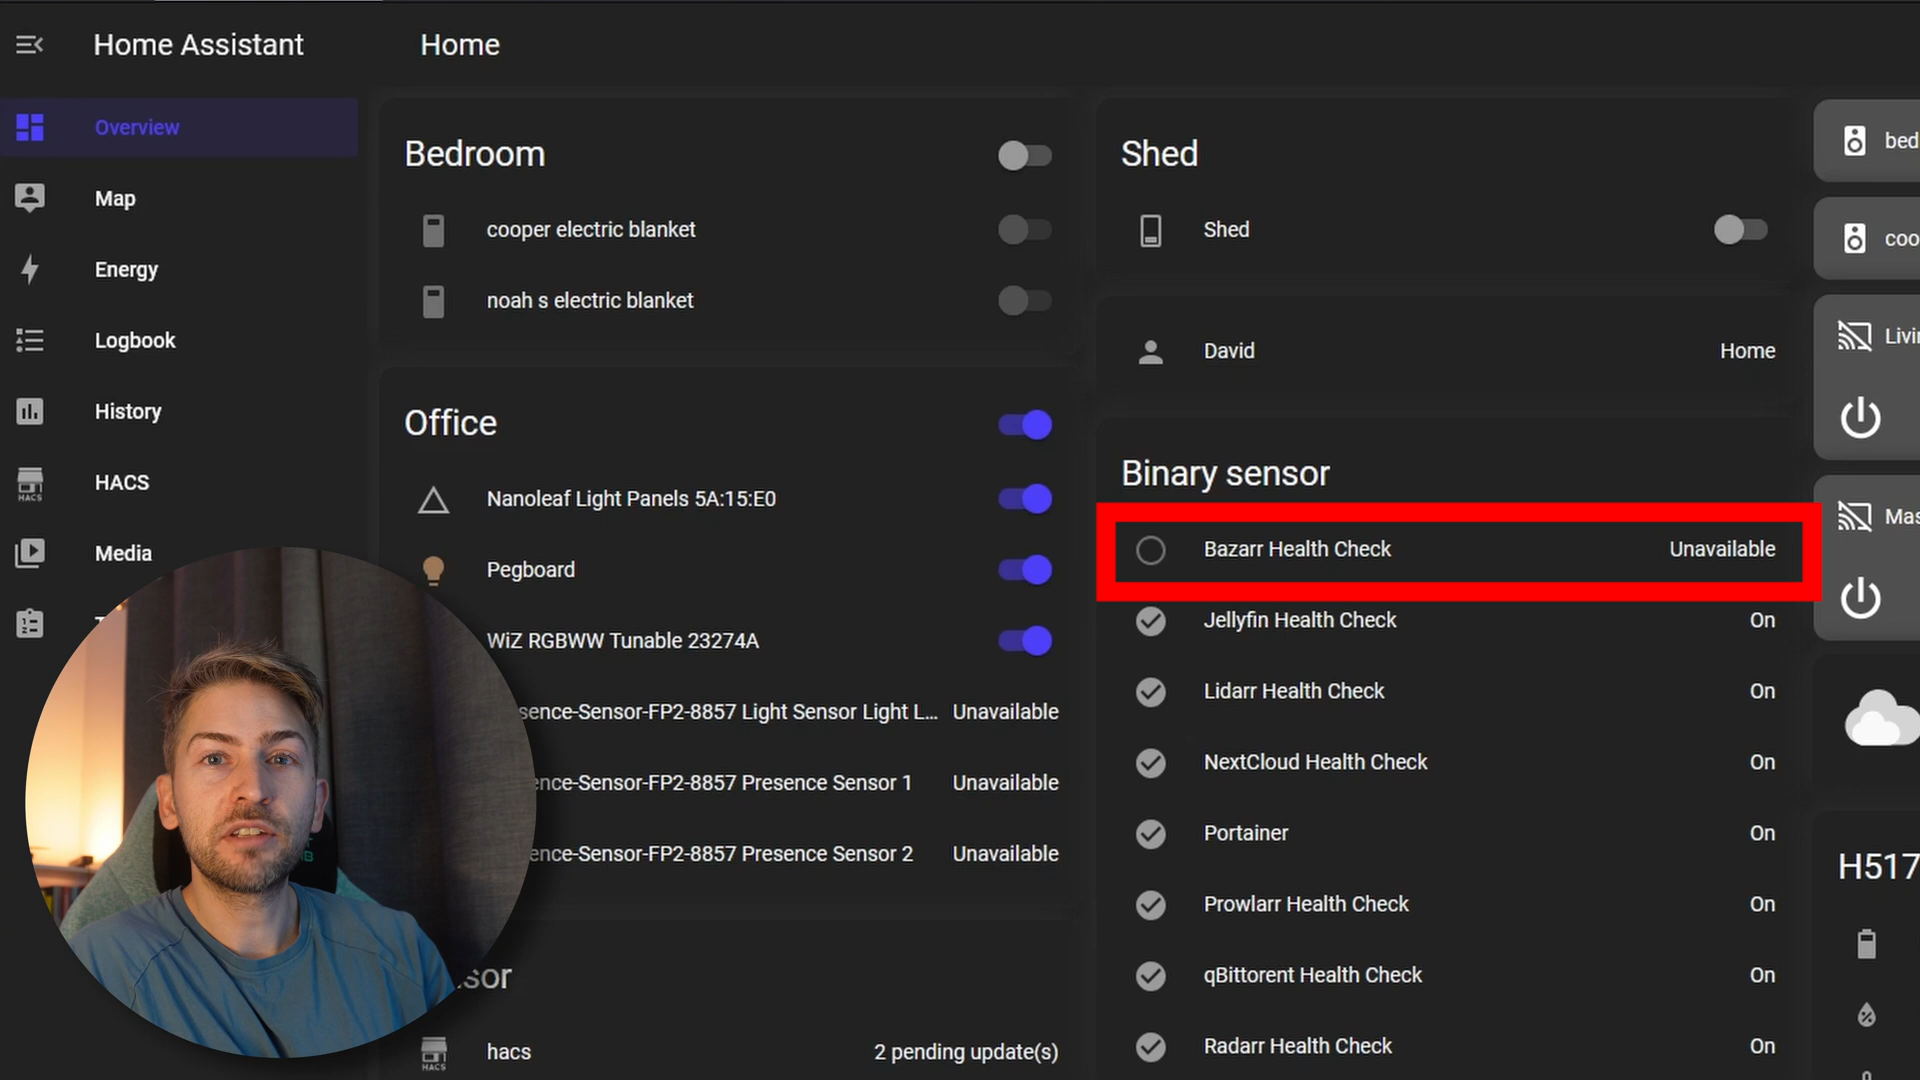 Home Assistant
Home
Overview
Map
Energy
Logbook
History
HACS
HACS
Media
Bedroom
cooper electric blanket
noah s electric blanket
Office
Nanoleaf Light Panels 5A:15:E0
Pegboard
WiZ RGBWW Tunable 23274A
sence-Sensor-FP2-8857 Light Sensor Light L... Unavailable
ence-Sensor-FP2-8857 Presence Sensor 1 Unavailable
ence-Sensor-FP2-8857 Presence Sensor 2 Unavailable
sor
HACS
hacs 2 pending update(s)
Shed
Shed
David Home
Binary sensor
Bazarr Health Check Unavailable
Jellyfin Health Check On
Lidarr Health Check On
NextCloud Health Check On
Portainer On
Prowlarr Health Check On
qBittorent Health Check On
Radarr Health Check On
bed
coo
Livi
Mas
H517